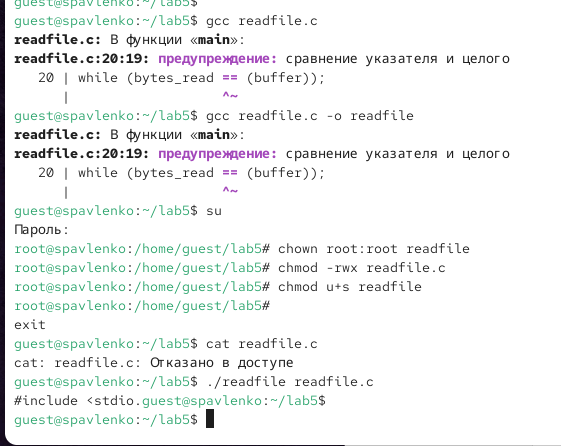 guest@spavlenko:~/lab5$
guest@spavlenko:~/lab5$ gcc readfile.c
readfile.c: В функции «main»:
readfile.c:20:19: предупреждение: сравнение указателя и целого
   20 | while (bytes_read == (buffer));
      |                   ^~
guest@spavlenko:~/lab5$ gcc readfile.c -o readfile
readfile.c: В функции «main»:
readfile.c:20:19: предупреждение: сравнение указателя и целого
   20 | while (bytes_read == (buffer));
      |                   ^~
guest@spavlenko:~/lab5$ su
Пароль:
root@spavlenko:/home/guest/lab5# chown root:root readfile
root@spavlenko:/home/guest/lab5# chmod -rwx readfile.c
root@spavlenko:/home/guest/lab5# chmod u+s readfile
root@spavlenko:/home/guest/lab5#
exit
guest@spavlenko:~/lab5$ cat readfile.c
cat: readfile.c: Отказано в доступе
guest@spavlenko:~/lab5$ ./readfile readfile.c
#include <stdio.guest@spavlenko:~/lab5$
guest@spavlenko:~/lab5$